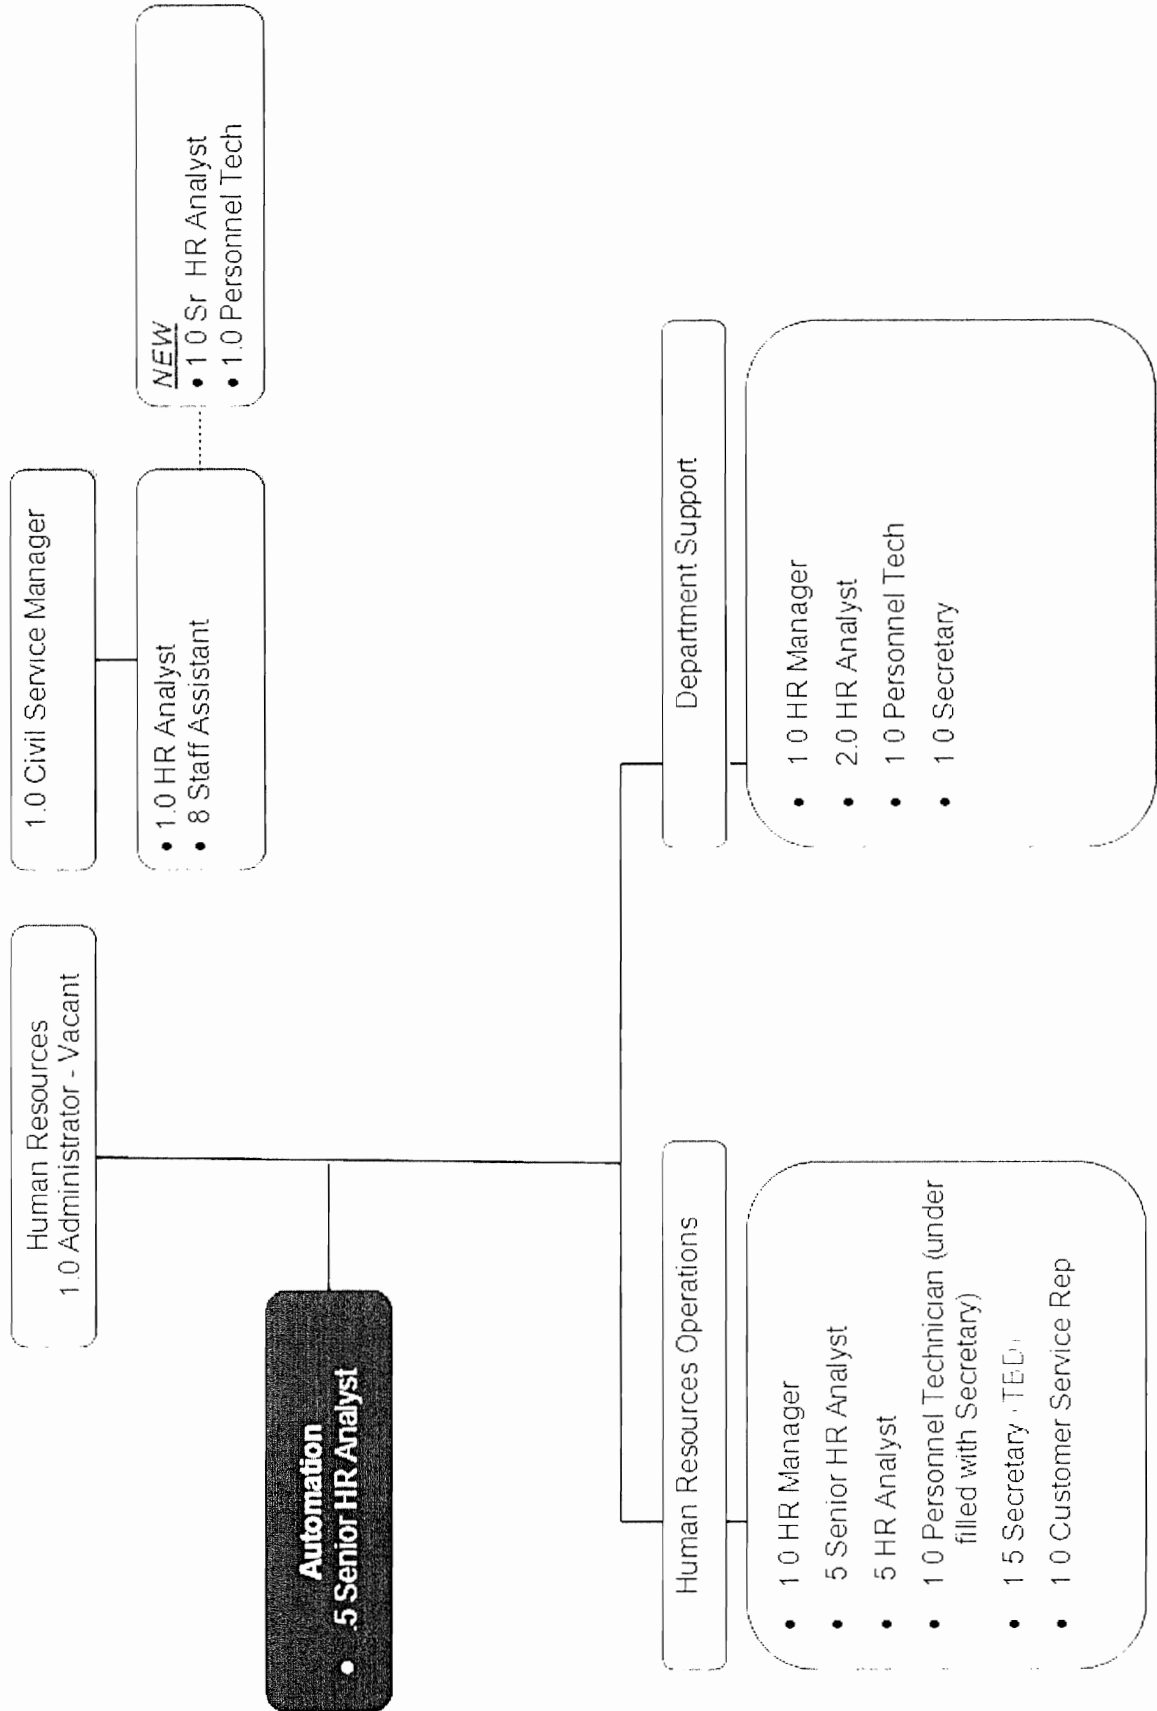 Human Resources
1.0 Administrator - Vacant
1.0 Civil Service Manager
• 1.0 HR Analyst
• 8 Staff Assistant
NEW
• 1 0 Sr HR Analyst
• 1.0 Personnel Tech
Automation
• .5 Senior HR Analyst
Human Resources Operations
• 1 0 HR Manager
• 5 Senior HR Analyst
• 5 HR Analyst
• 1 0 Personnel Technician (under
filled with Secretary)
• 1 5 Secretary (TBD)
• 1 0 Customer Service Rep
Department Support
• 1 0 HR Manager
• 2.0 HR Analyst
• 1 0 Personnel Tech
• 1 0 Secretary